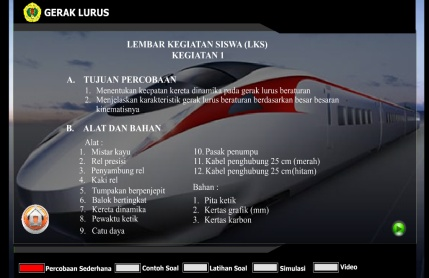 GERAK LURUS
LEMBAR KEGIATAN SISWA (LKS)
KEGIATAN 1
A. TUJUAN PERCOBAAN
1. Menentukan kecpatan kereta dinamika pada gerak lurus beraturan
2. Menjelaskan karakteristik gerak lurus beraturan berdasarkan besar besaran
kinematisnya
B. ALAT DAN BAHAN
Alat :
1. Mistar kayu
2. Rel presisi
3. Penyambung rel
4. Kaki rel
5. Tumpakan berpenjepit
6. Balok bertingkat
7. Kereta dinamika
8. Pewaktu ketik
9. Catu daya
10. Pasak penumpu
11. Kabel penghubung 25 cm (merah)
12. Kabel penghubung 25 cm(hitam)
Bahan :
1. Pita ketik
2. Kertas grafik (mm)
3. Kertas karbon
Percobaan Sederhana Contoh Soal Latihan Soal Simulasi Video